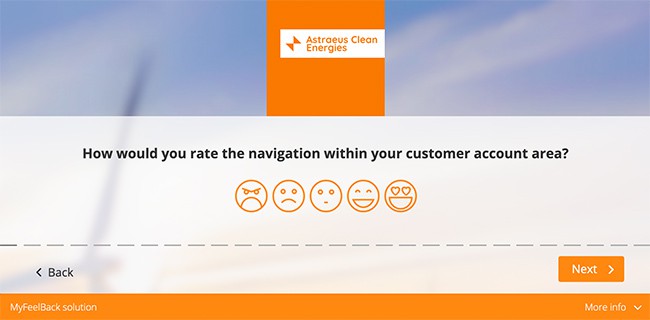 Astraeus Clean
Energies
How would you rate the navigation within your customer account area?
Back
Next
MyFeelBack solution
More info